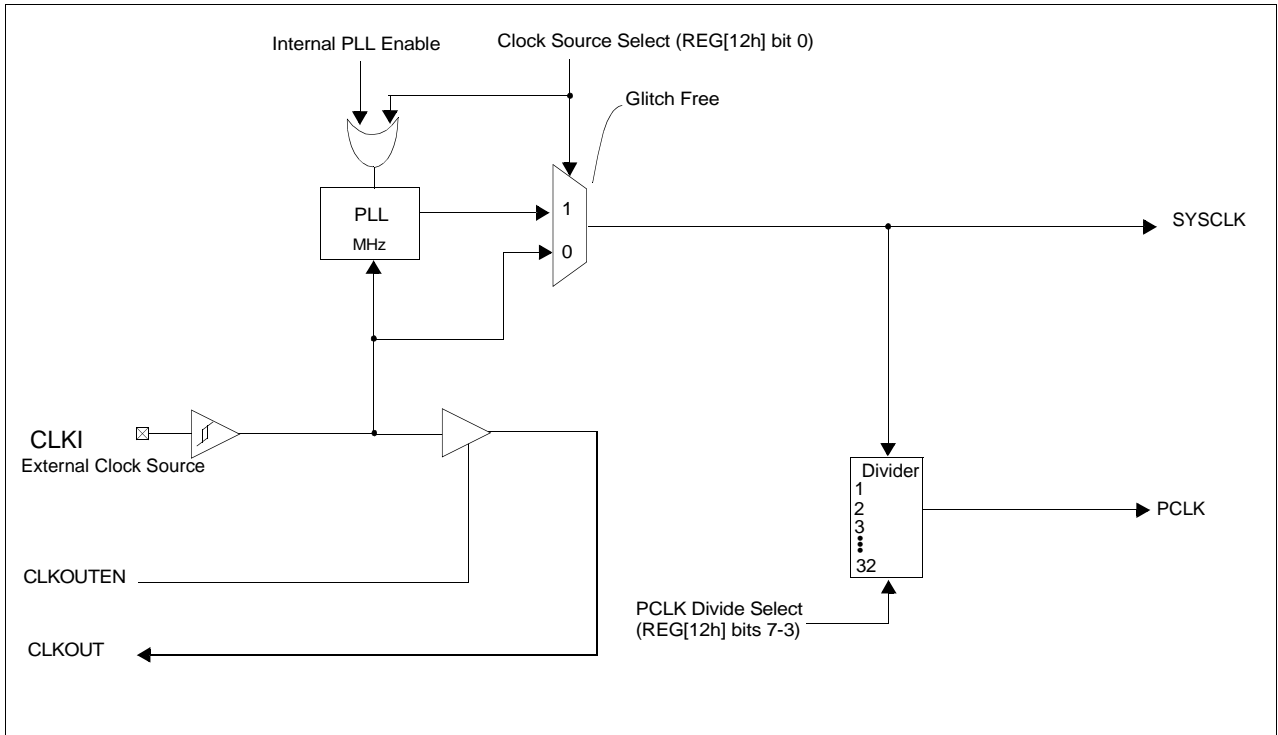 Internal PLL Enable
Clock Source Select (REG[12h] bit 0)
Glitch Free
PLL
MHz
1
0
SYSCLK
CLKI
External Clock Source
Divider
1
2
3
32
PCLK
CLKOUTEN
PCLK Divide Select
(REG[12h] bits 7-3)
CLKOUT